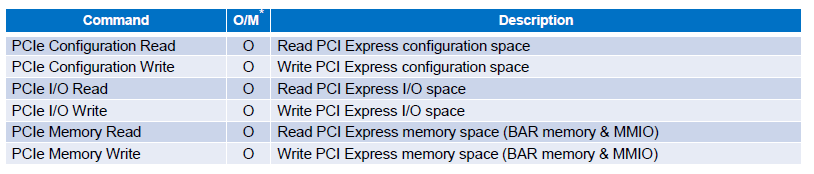 Command O/M* Description
PCIe Configuration Read O Read PCI Express configuration space
PCIe Configuration Write O Write PCI Express configuration space
PCIe I/O Read O Read PCI Express I/O space
PCIe I/O Write O Write PCI Express I/O space
PCIe Memory Read O Read PCI Express memory space (BAR memory & MMIO)
PCIe Memory Write O Write PCI Express memory space (BAR memory & MMIO)